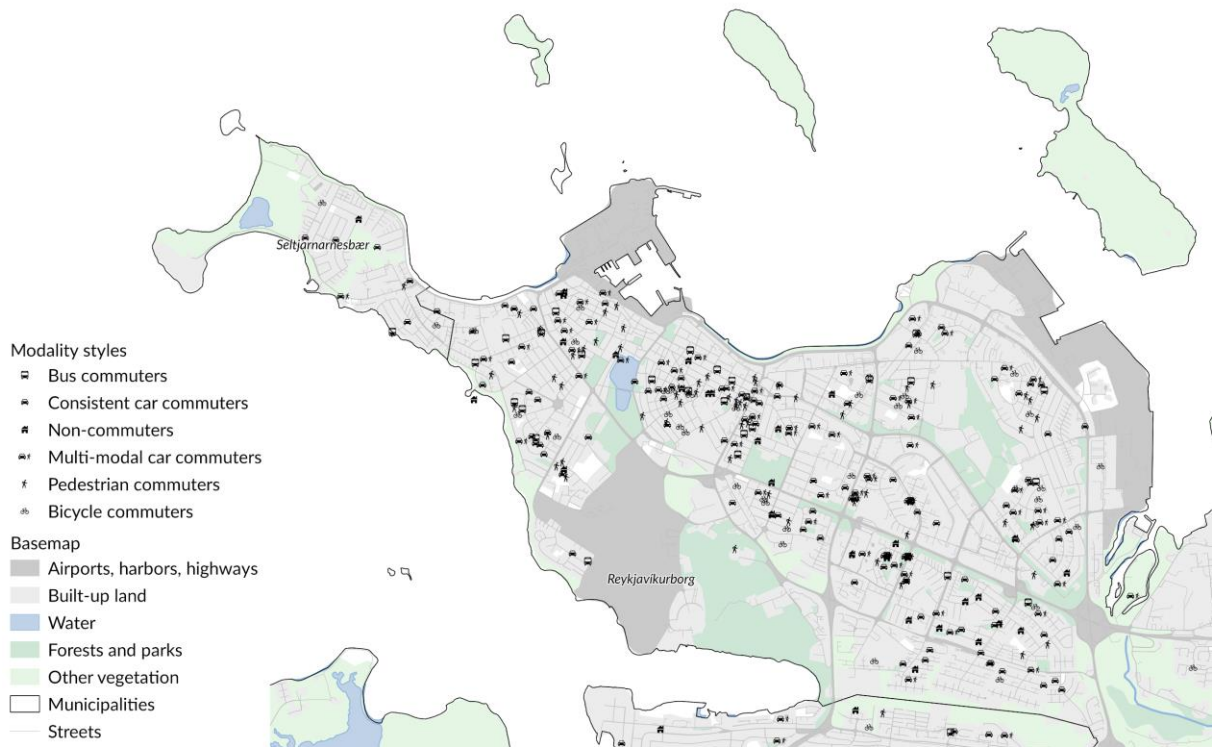 Seltjarnarnesbær
Modality styles
Bus commuters
Consistent car commuters
Non-commuters
Multi-modal car commuters
Pedestrian commuters
Bicycle commuters
Basemap
Airports, harbors, highways
Reykjavíkurborg
Built-up land
Water
Forests and parks
Other vegetation
Municipalities
Streets